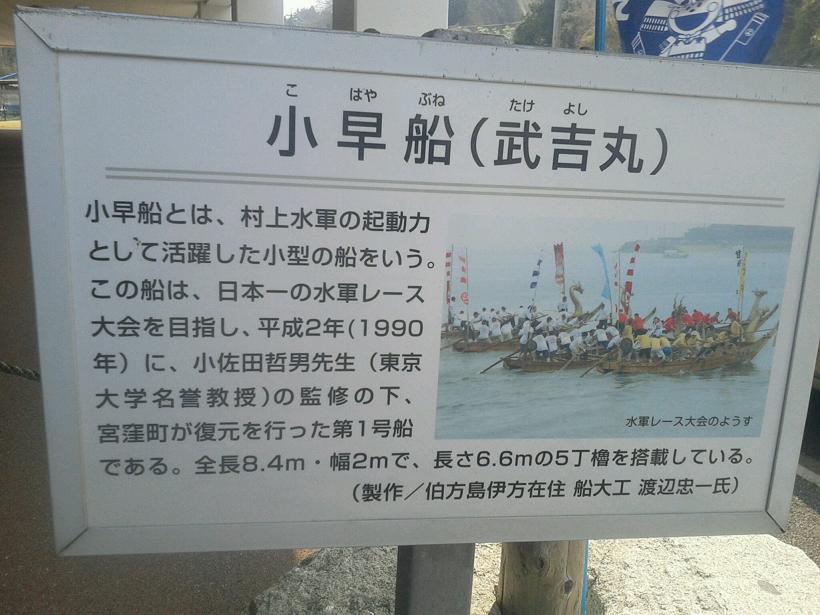 こ はや ぶね たけ よし
小早船(武吉丸)
小早船とは、村上水軍の起動力
として活躍した小型の船をいう。
この船は、日本一の水軍レース
大会を目指し、平成2年(1990
年）に、小佐田哲男先生（東京
大学名誉教授)の監修の下、
宮窪町が復元を行った第1号船
である。全長8.4m・幅2mで、長さ6.6mの5丁櫓を搭載している。
（製作／伯方島伊方在住 船大工 渡辺忠一氏）
水軍レース大会のようす